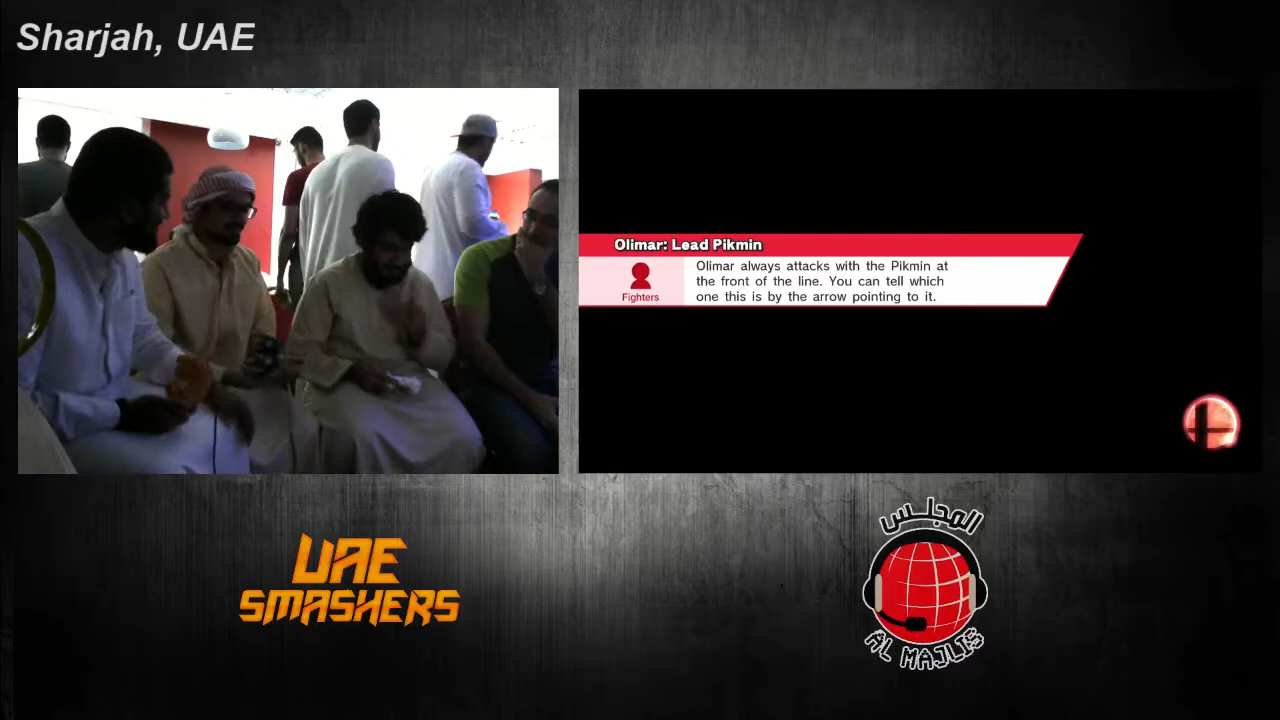 Sharjah, UAE
Olimar: Lead Pikmin
Fighters
Olimar always attacks with the Pikmin at
the front of the line. You can tell which
one this is by the arrow pointing to it.
UAE
SMASHERS
المجلس
AL MAJLIS